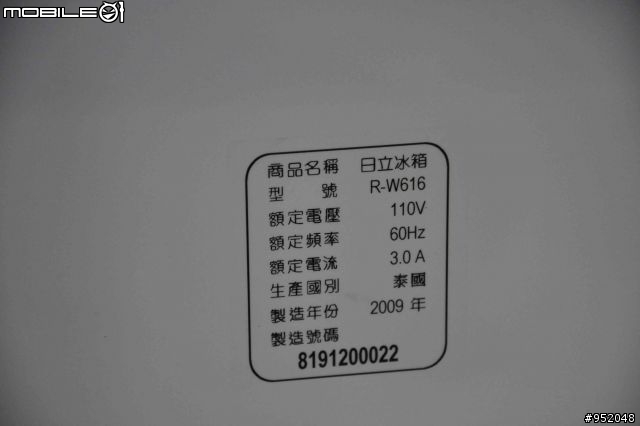 MOBILE01
商品名稱 日立冰箱
型 號 R-W616
額定電壓 110V
額定頻率 60Hz
額定電流 3.0 A
生產國別 泰國
製造年份 2009 年
製造號碼
8191200022
#952048